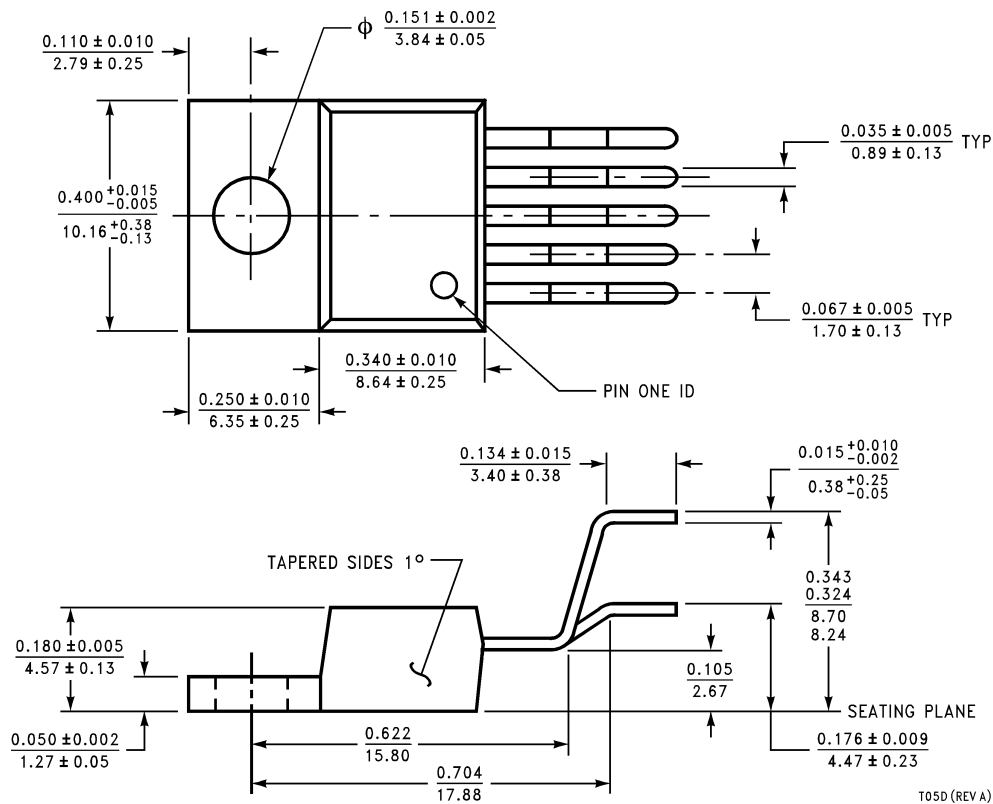 ϕ 0.151 ± 0.002
3.84 ± 0.05
0.110 ± 0.010
2.79 ± 0.25
0.035 ± 0.005 TYP
0.89 ± 0.13
0.400 +0.015 -0.005
10.16 +0.38 -0.13
0.067 ± 0.005 TYP
1.70 ± 0.13
0.340 ± 0.010
8.64 ± 0.25
PIN ONE ID
0.250 ± 0.010
6.35 ± 0.25
0.134 ± 0.015
3.40 ± 0.38
0.015 +0.010 -0.002
0.38 +0.25 -0.05
TAPERED SIDES 1°
0.343
0.324
8.70
8.24
0.180 ± 0.005
4.57 ± 0.13
0.105
2.67
SEATING PLANE
0.050 ± 0.002
1.27 ± 0.05
0.622
15.80
0.176 ± 0.009
4.47 ± 0.23
0.704
17.88
T05D (REV A)